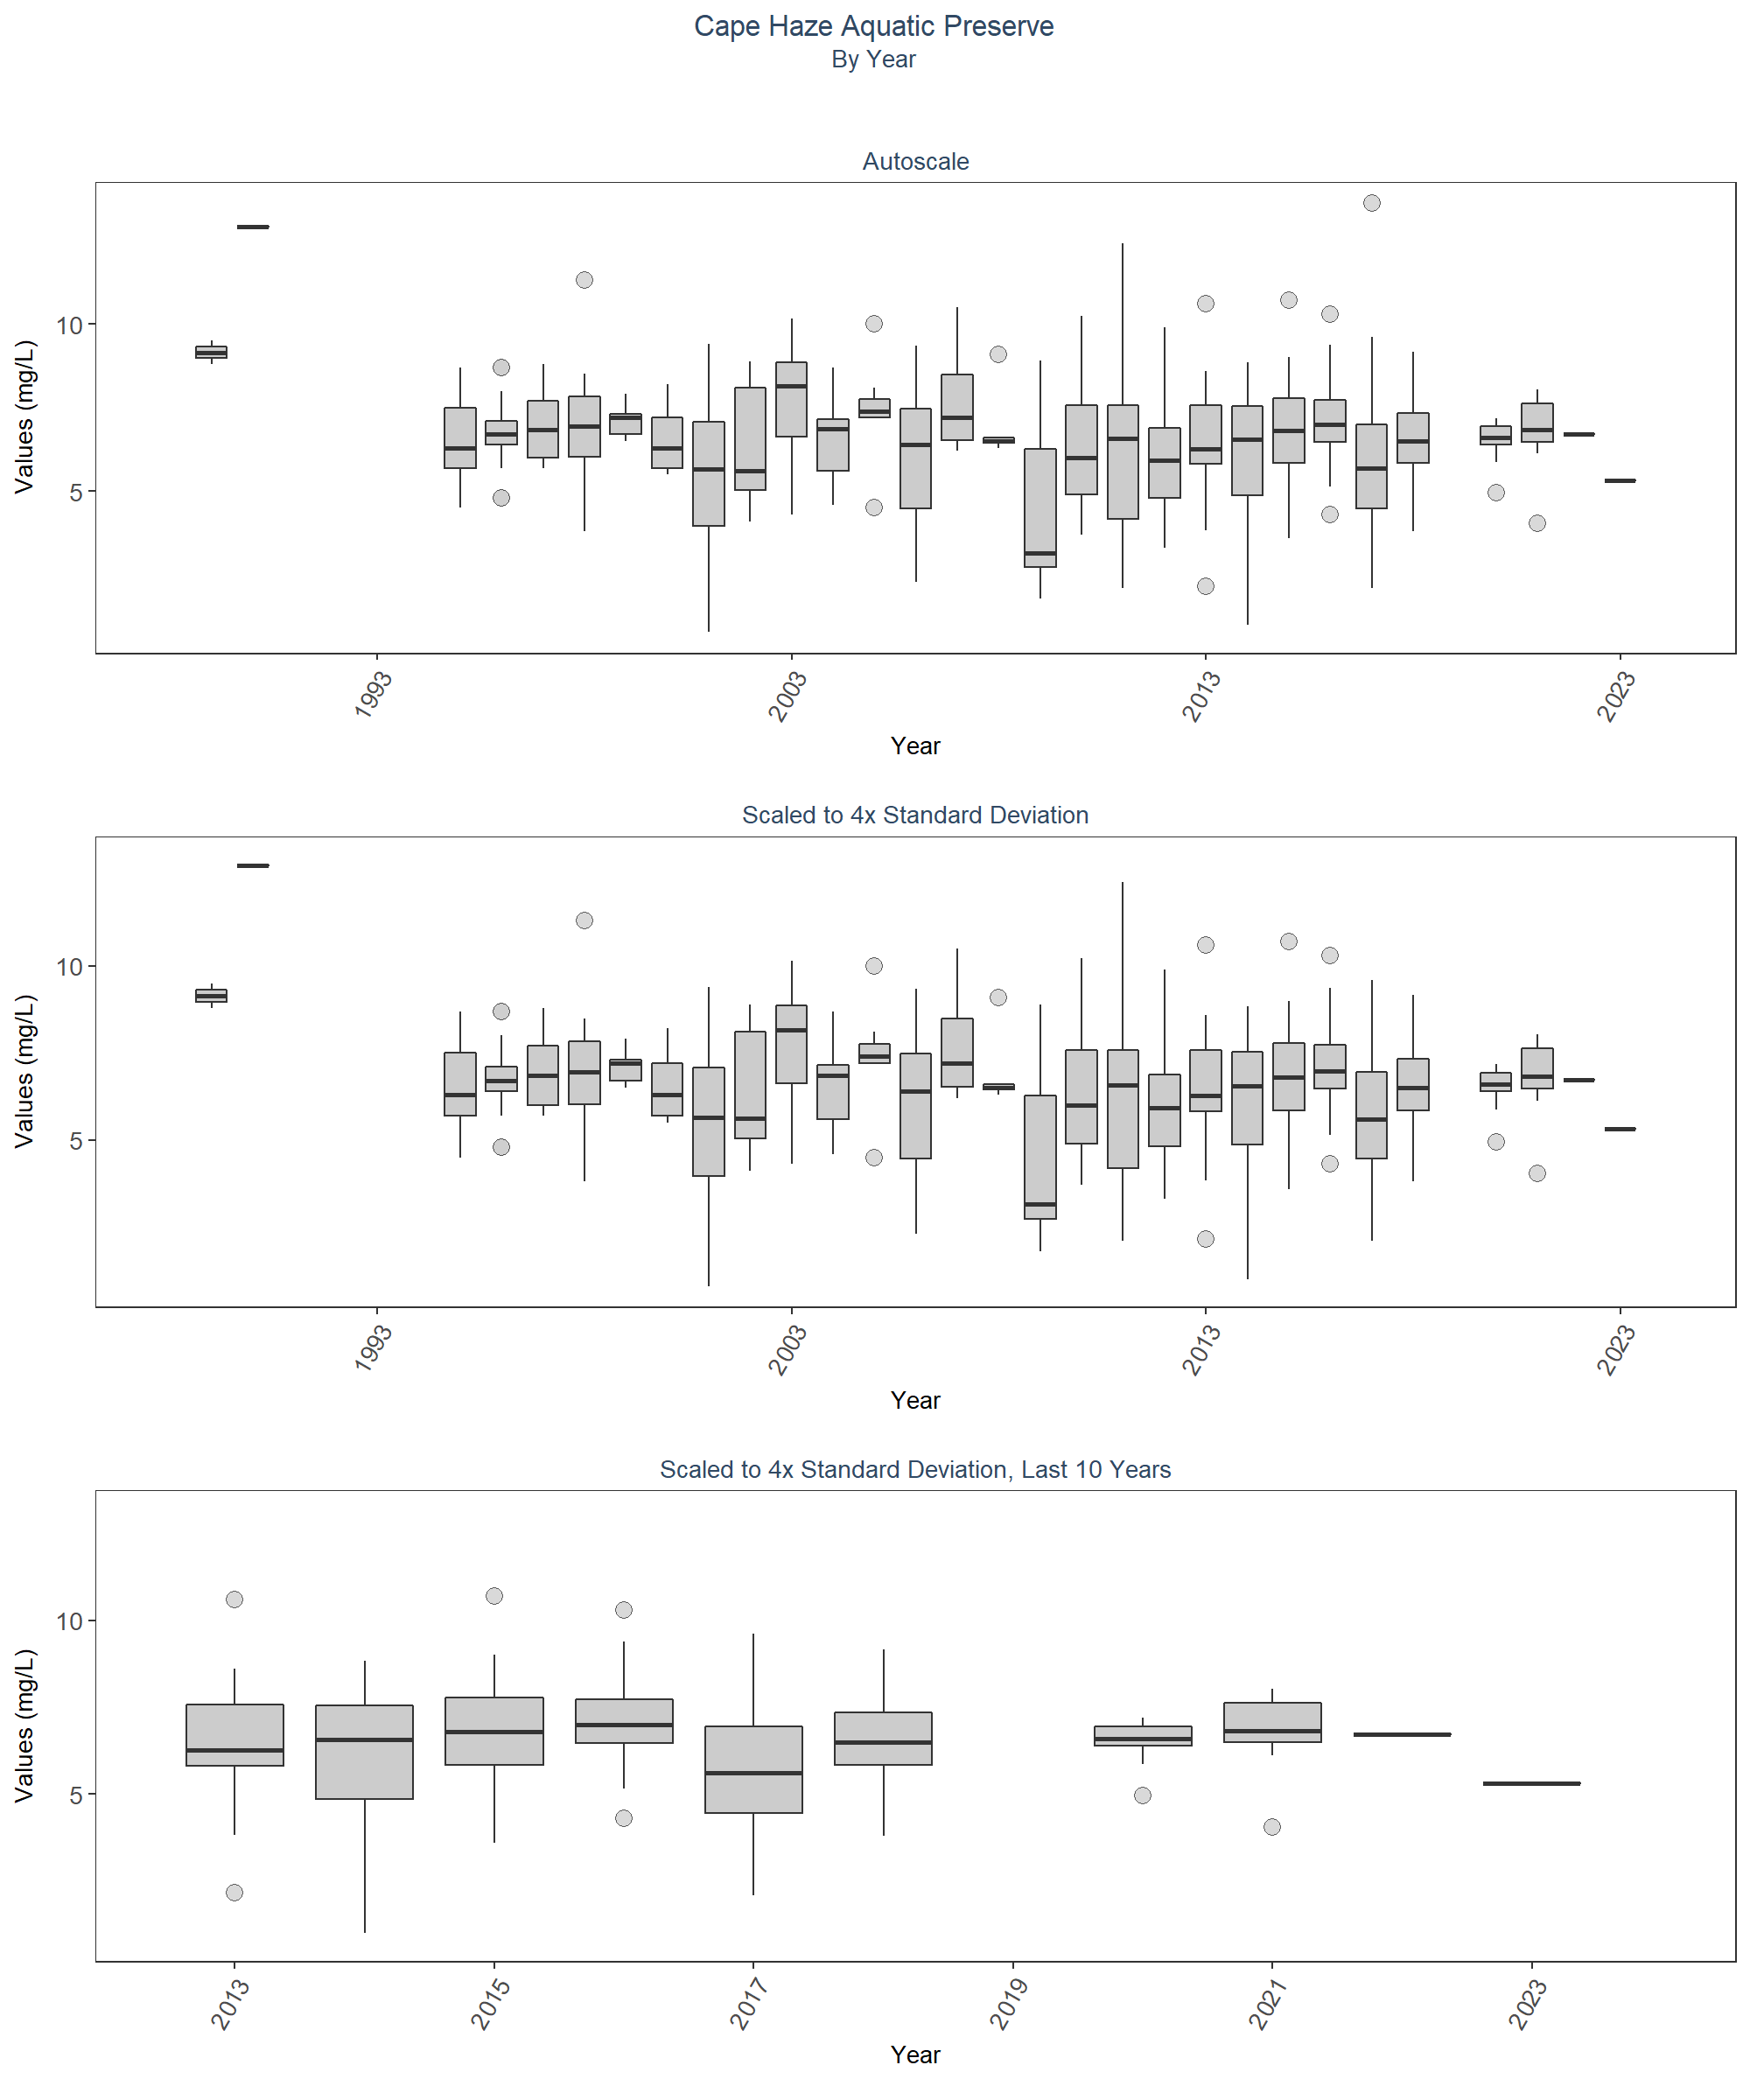 Cape Haze Aquatic Preserve
By Year
Autoscale
Values (mg/L)
10
5
1993
2003
2013
2023
Year
Scaled to 4x Standard Deviation
Values (mg/L)
10
5
1993
2003
2013
2023
Year
Scaled to 4x Standard Deviation, Last 10 Years
Values (mg/L)
10
5
2013
2015
2017
2019
2021
2023
Year